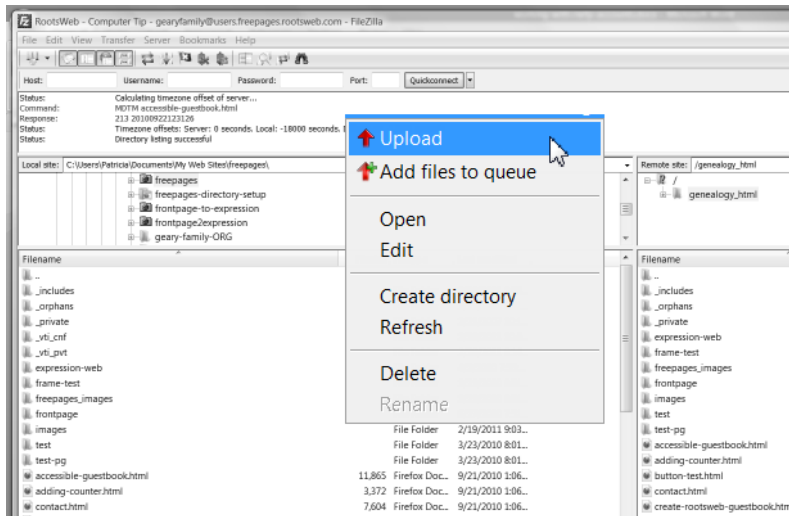 RootsWeb - Computer Tip - gearyfamily@users.freepages.rootsweb.com - FileZilla
File Edit View Transfer Server Bookmarks Help
Host: Username: Password: Port: Quickconnect
Status: Calculating timezone offset of server...
Command: MDTM accessible-guestbook.html
Response: 213 20100922123126
Status: Timezone offsets: Server: 0 seconds. Local: -18000 seconds.
Status: Directory listing successful
Upload
Add files to queue
Open
Edit
Create directory
Refresh
Delete
Rename
Local site: C:\Users\Patricia\Documents\My Web Sites\freepages\
freepages
freepages-directory-setup
frontpage-to-expression
frontpage2expression
geary-family-ORG
Remote site: /genealogy_html
/
genealogy_html
Filename
..
_includes
_orphans
_private
_vti_cnf
_vti_pvt
expression-web
frame-test
freepages_images
frontpage
images File Folder 2/19/2011 9:03...
test File Folder 3/23/2010 8:01...
test-pg File Folder 3/23/2010 8:01...
accessible-guestbook.html 11,865 Firefox Doc... 9/21/2010 1:06...
adding-counter.html 3,372 Firefox Doc... 9/21/2010 1:06...
contact.html 7,604 Firefox Doc... 9/21/2010 1:06...
Filename
..
_includes
_orphans
_private
expression-web
frame-test
freepages_images
frontpage
images
test
test-pg
accessible-guestbook.html
adding-counter.html
button-test.html
contact.html
create-rootsweb-guestbook.htm